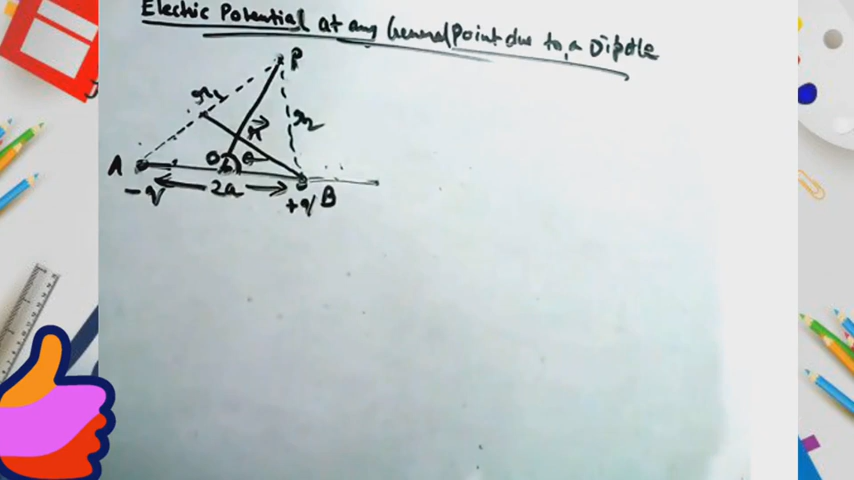 Electric Potential at any General Point due to a Dipole
P
r1
r2
r
A
O
θ
-q
2a
+q B